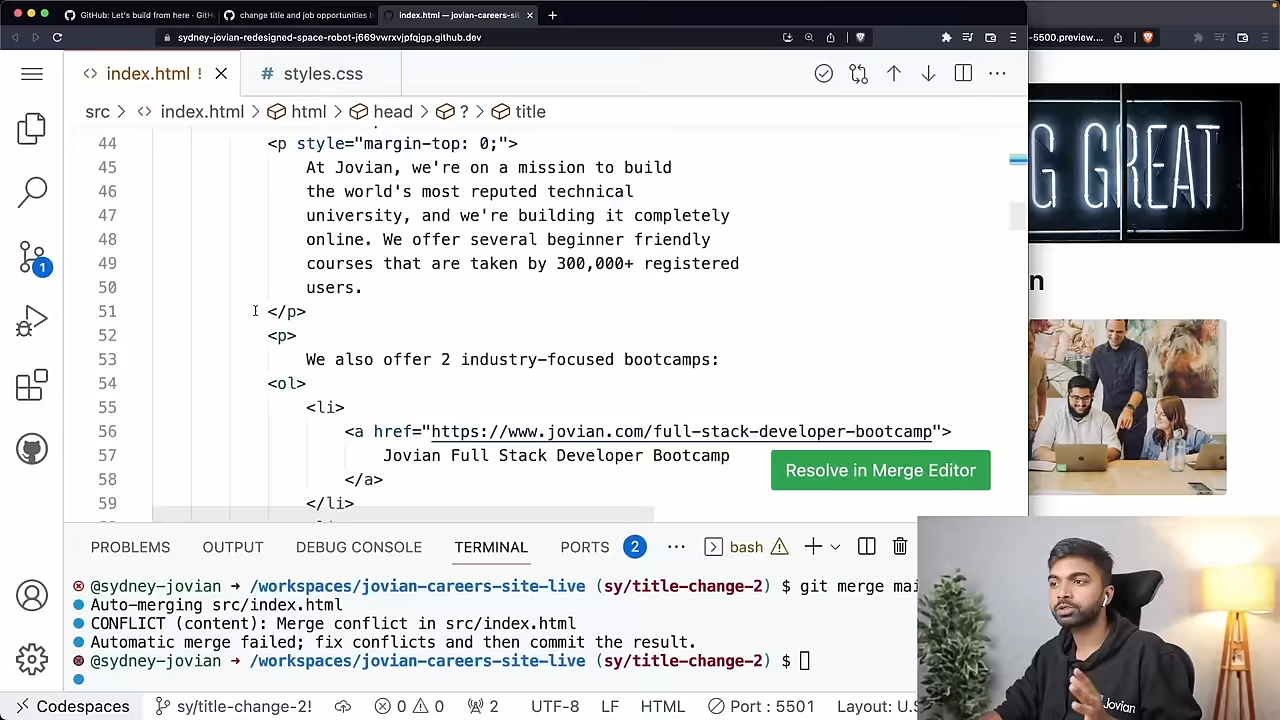 GitHub: Let's build from here · GitH
change title and job opportunities b
index.html — jovian-careers-sit
sydney-jovian-redesigned-space-robot-j669vwrxvjpfqjgp.github.dev
-5500.preview....
index.html !
# styles.css
src > index.html > html > head > ? > title
44 <p style="margin-top: 0;">
45 At Jovian, we're on a mission to build
46 the world's most reputed technical
47 university, and we're building it completely
48 online. We offer several beginner friendly
49 courses that are taken by 300,000+ registered
50 users.
51 </p>
52 <p>
53 We also offer 2 industry-focused bootcamps:
54 <ol>
55 <li>
56 <a href="https://www.jovian.com/full-stack-developer-bootcamp">
57 Jovian Full Stack Developer Bootcamp
58 </a>
59 </li>
Resolve in Merge Editor
G GREAT
n
1
PROBLEMS OUTPUT DEBUG CONSOLE TERMINAL PORTS 2 ... bash
@sydney-jovian ➜ /workspaces/jovian-careers-site-live (sy/title-change-2) $ git merge mai
Auto-merging src/index.html
CONFLICT (content): Merge conflict in src/index.html
Automatic merge failed; fix conflicts and then commit the result.
@sydney-jovian ➜ /workspaces/jovian-careers-site-live (sy/title-change-2) $
Codespaces sy/title-change-2! 0 0 2 UTF-8 LF HTML Port : 5501 Layout: U.S
Jovian